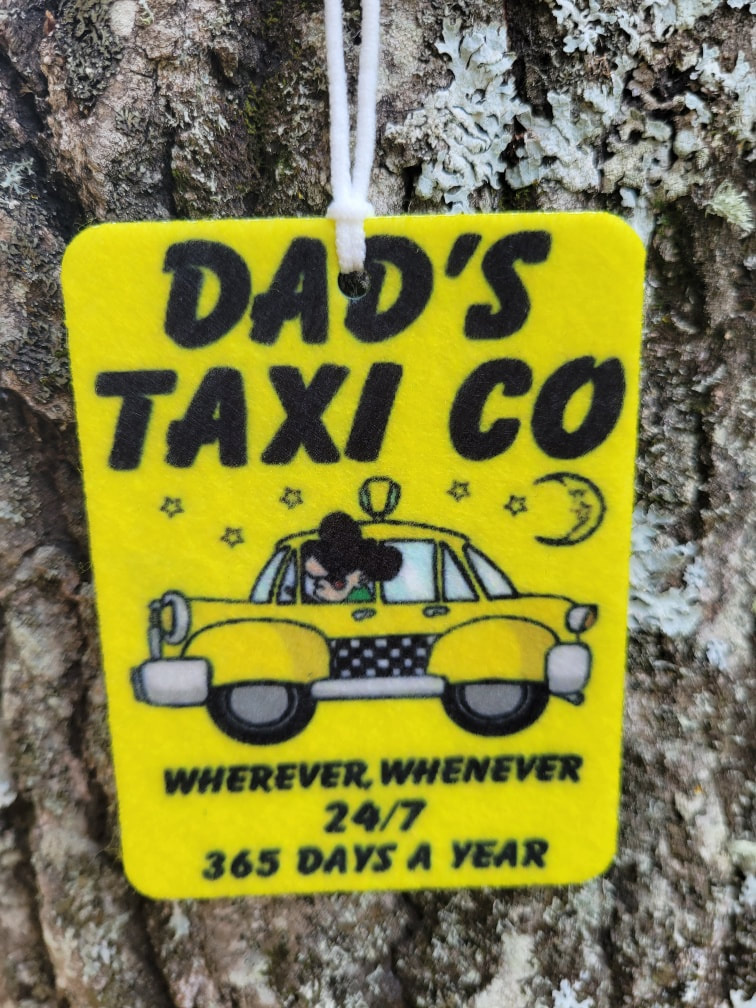 DAD'S
TAXI CO
WHEREVER, WHENEVER
24/7
365 DAYS A YEAR